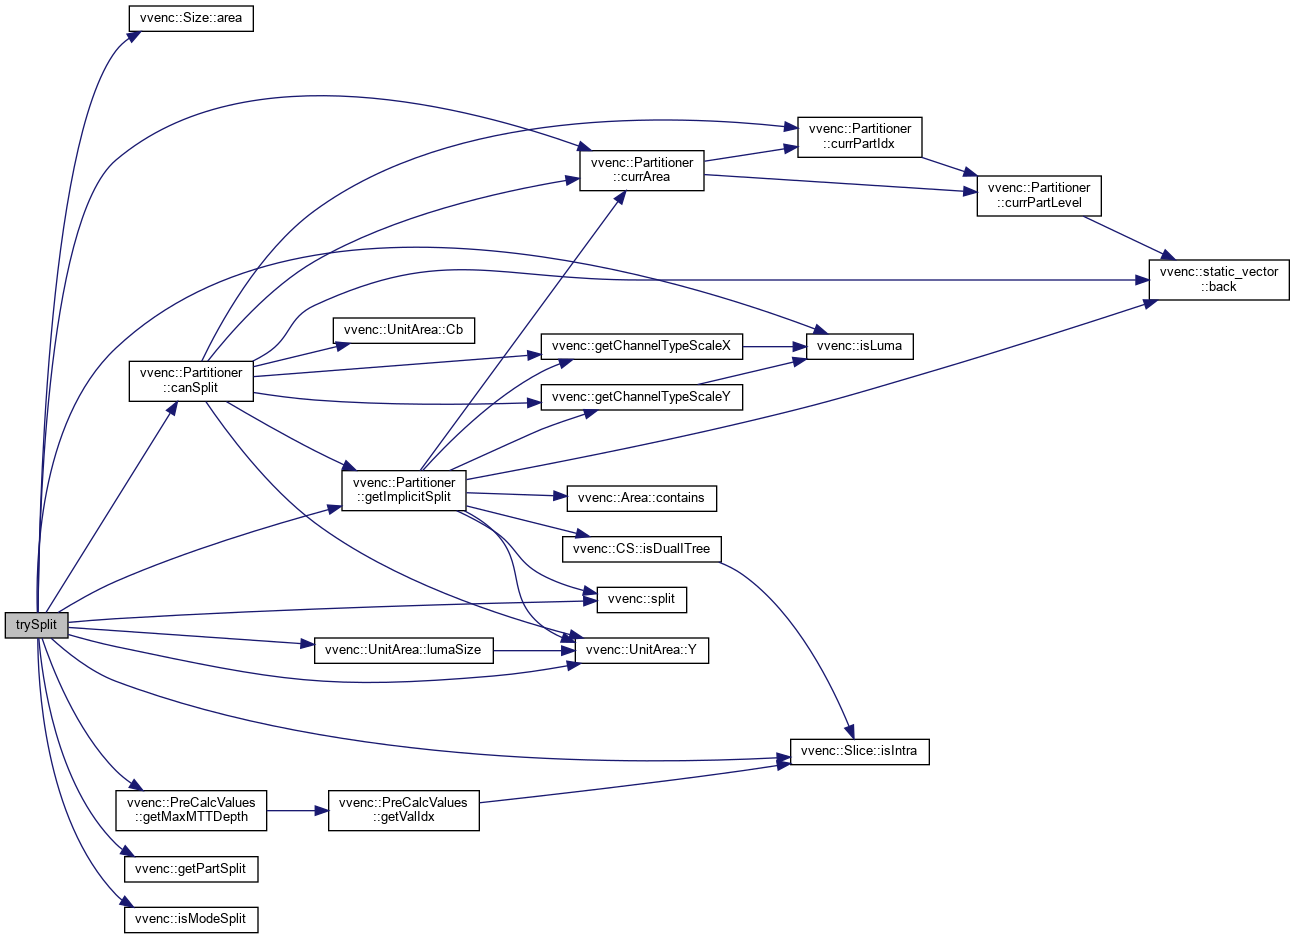 vvenc::Size::area
vvenc::Partitioner
::currPartIdx
vvenc::Partitioner
::currArea
vvenc::Partitioner
::currPartLevel
vvenc::static_vector
::back
vvenc::UnitArea::Cb
vvenc::getChannelTypeScaleX
vvenc::isLuma
vvenc::Partitioner
::canSplit
vvenc::getChannelTypeScaleY
vvenc::Partitioner
::getImplicitSplit
vvenc::Area::contains
vvenc::CS::isDualITree
vvenc::split
trySplit
vvenc::UnitArea::lumaSize
vvenc::UnitArea::Y
vvenc::Slice::isIntra
vvenc::PreCalcValues
::getMaxMTTDepth
vvenc::PreCalcValues
::getValIdx
vvenc::getPartSplit
vvenc::isModeSplit